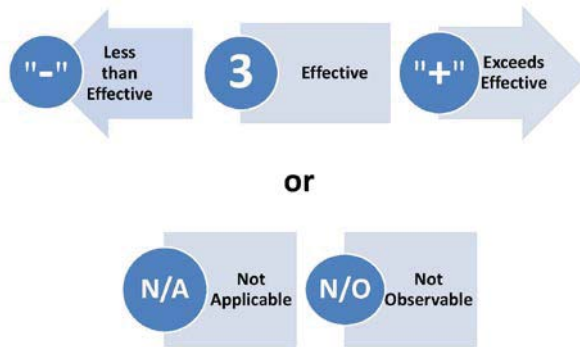 "-"
Less
than
Effective
3
Effective
"+"
Exceeds
Effective
or
N/A
Not
Applicable
N/O
Not
Observable